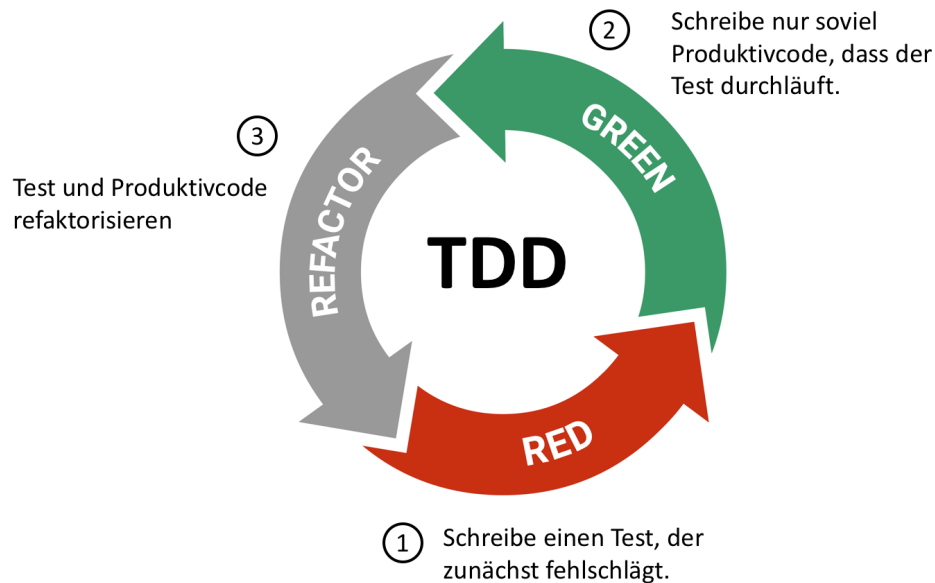 2
Schreibe nur soviel
Produktivcode, dass der
Test durchläuft.
GREEN
3
Test und Produktivcode
refaktorisieren
REFACTOR
TDD
RED
1
Schreibe einen Test, der
zunächst fehlschlägt.